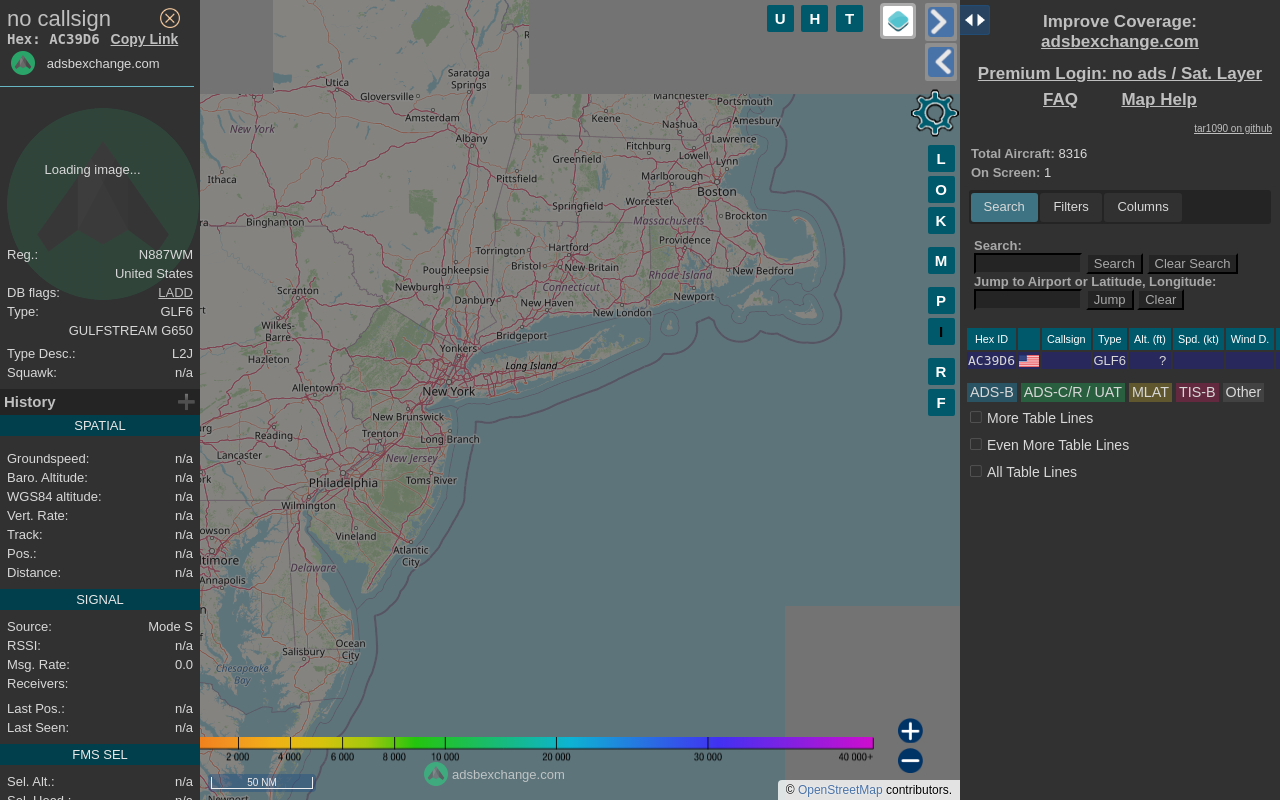 no callsign
Hex: AC39D6 Copy Link
adsbexchange.com
Loading image...
Reg.: N887WM
United States
DB flags: LADD
Type: GLF6
GULFSTREAM G650
Type Desc.: L2J
Squawk: n/a
History
SPATIAL
Groundspeed: n/a
Baro. Altitude: n/a
WGS84 altitude: n/a
Vert. Rate: n/a
Track: n/a
Pos.: n/a
Distance: n/a
SIGNAL
Source: Mode S
RSSI: n/a
Msg. Rate: 0.0
Receivers:
Last Pos.: n/a
Last Seen: n/a
FMS SEL
Sel. Alt.: n/a
Sel. Head.: n/a
U H T
L
O
K
M
P
I
R
F
Utica
Saratoga
Springs
Gloversville
Amsterdam
New York
Albany
Ithaca
Pittsfield
Binghamton
Manchester
Portsmouth
Keene
Nashua
Amesbury
Fitchburg
Lawrence
Lowell
Lynn
Greenfield
Marlborough
Boston
Worcester
Springfield
Massachusetts
Brockton
Torrington
Hartford
Providence
Poughkeepsie
Bristol
New Britain
Rhode Island
New Bedford
Newburgh
Connecticut
Scranton
Danbury
New Haven
New London
Newport
Wilkes-
Barre
Bridgeport
Hazleton
Yonkers
Long Island
Allentown
New York
New Brunswick
Reading
Trenton
Long Branch
Lancaster
New Jersey
Philadelphia
Toms River
Wilmington
Vineland
Atlantic
City
Annapolis
Delaware
Ocean
City
Salisbury
Chesapeake
Bay
2 000 4 000 6 000 8 000 10 000 20 000 30 000 40 000+
50 NM
adsbexchange.com
© OpenStreetMap contributors.
Improve Coverage:
adsbexchange.com
Premium Login: no ads / Sat. Layer
FAQ Map Help
tar1090 on github
Total Aircraft: 8316
On Screen: 1
Search Filters Columns
Search:
Search Clear Search
Jump to Airport or Latitude, Longitude:
Jump Clear
Hex ID Callsign Type Alt. (ft) Spd. (kt) Wind D.
AC39D6 GLF6 ?
ADS-B ADS-C/R / UAT MLAT TIS-B Other
More Table Lines
Even More Table Lines
All Table Lines